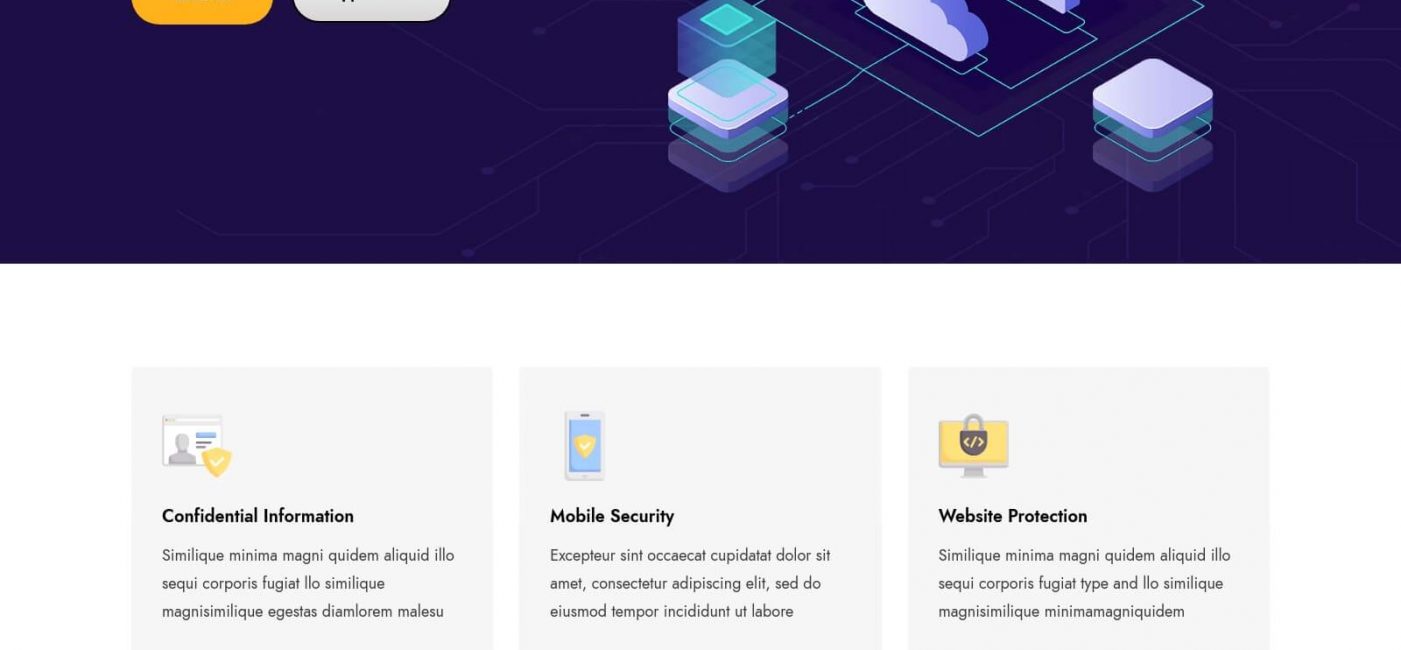 Confidential Information
Similique minima magni quidem aliquid illo
sequi corporis fugiat llo similique
magnisimilique egestas diamlorem malesu
Mobile Security
Excepteur sint occaecat cupidatat dolor sit
amet, consectetur adipiscing elit, sed do
eiusmod tempor incididunt ut labore
</>
Website Protection
Similique minima magni quidem aliquid illo
sequi corporis fugiat type and llo similique
magnisimilique minimamagniquidem